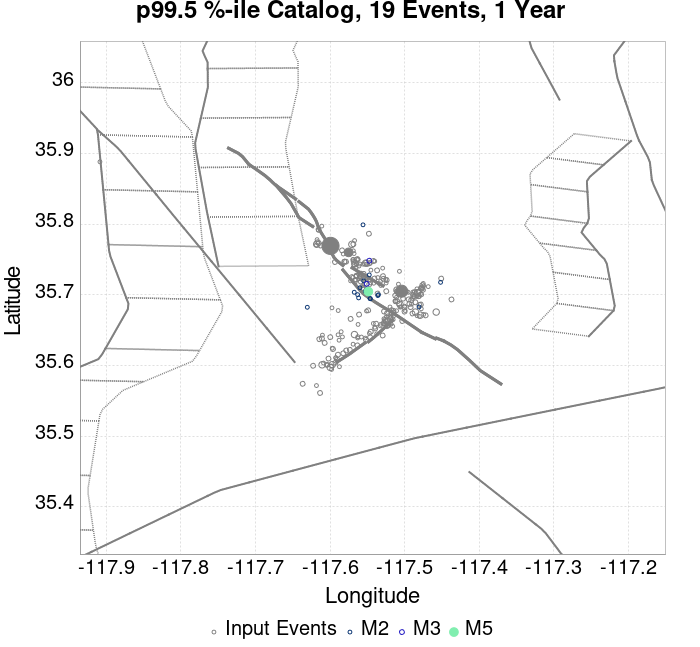 p99.5 %-ile Catalog, 19 Events, 1 Year
36
35.9
35.8
35.7
35.6
35.5
35.4
Latitude
-117.9 -117.8 -117.7 -117.6 -117.5 -117.4 -117.3 -117.2
Longitude
Input Events M2 M3 M5